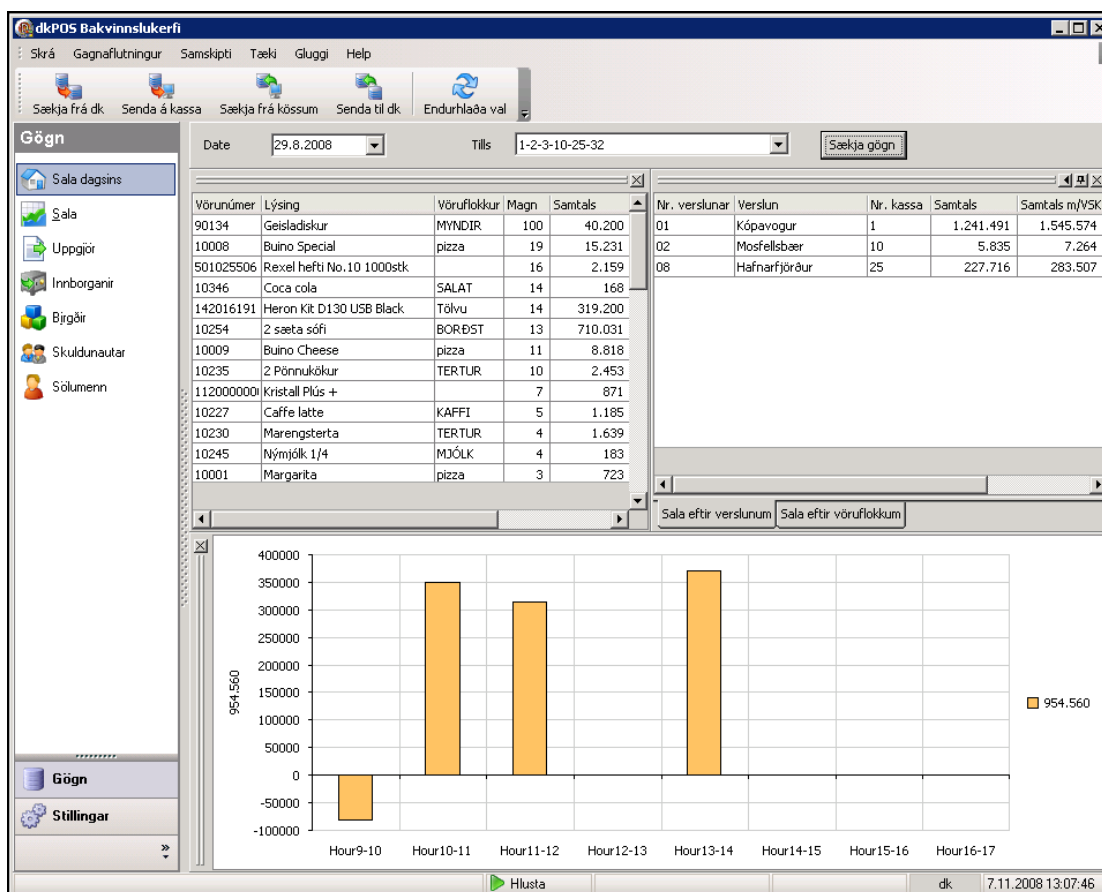 dkPOS Bakvinnslukerfi
Skrá Gagnaflutningur Samskipti Tæki Gluggi Help
Sækja frá dk Senda á kassa Sækja frá kössum Senda til dk Endurhlaða val
Gögn
Sala dagsins
Sala
Uppgjör
Innborganir
Birgðir
Skuldunautar
Sölumenn
Gögn
Stillingar
Date 29.8.2008 Tills 1-2-3-10-25-32 Sækja gögn
Vörunúmer Lýsing Vöruflokkur Magn Samtals
90134 Geisladiskur MYNDIR 100 40.200
10008 Buino Special pizza 19 15.231
501025506 Rexel hefti No.10 1000stk 16 2.159
10346 Coca cola SALAT 14 168
142016191 Heron Kit D130 USB Black Tölvu 14 319.200
10254 2 sæta sófi BORÐST 13 710.031
10009 Buino Cheese pizza 11 8.818
10235 2 Pönnukökur TERTUR 10 2.453
112000000 Kristall Plús + 7 871
10227 Caffe latte KAFFI 5 1.185
10230 Marengsterta TERTUR 4 1.639
10245 Nýmjólk 1/4 MJÓLK 4 183
10001 Margarita pizza 3 723
Nr. verslunar Verslun Nr. kassa Samtals Samtals m/VSK
01 Kópavogur 1 1.241.491 1.545.574
02 Mosfellsbær 10 5.835 7.264
08 Hafnarfjörður 25 227.716 283.507
Sala eftir verslunum Sala eftir vöruflokkum
954.560
400000
350000
300000
250000
200000
150000
100000
50000
0
-50000
-100000
Hour9-10 Hour10-11 Hour11-12 Hour12-13 Hour13-14 Hour14-15 Hour15-16 Hour16-17
954.560
Hlusta dk 7.11.2008 13:07:46